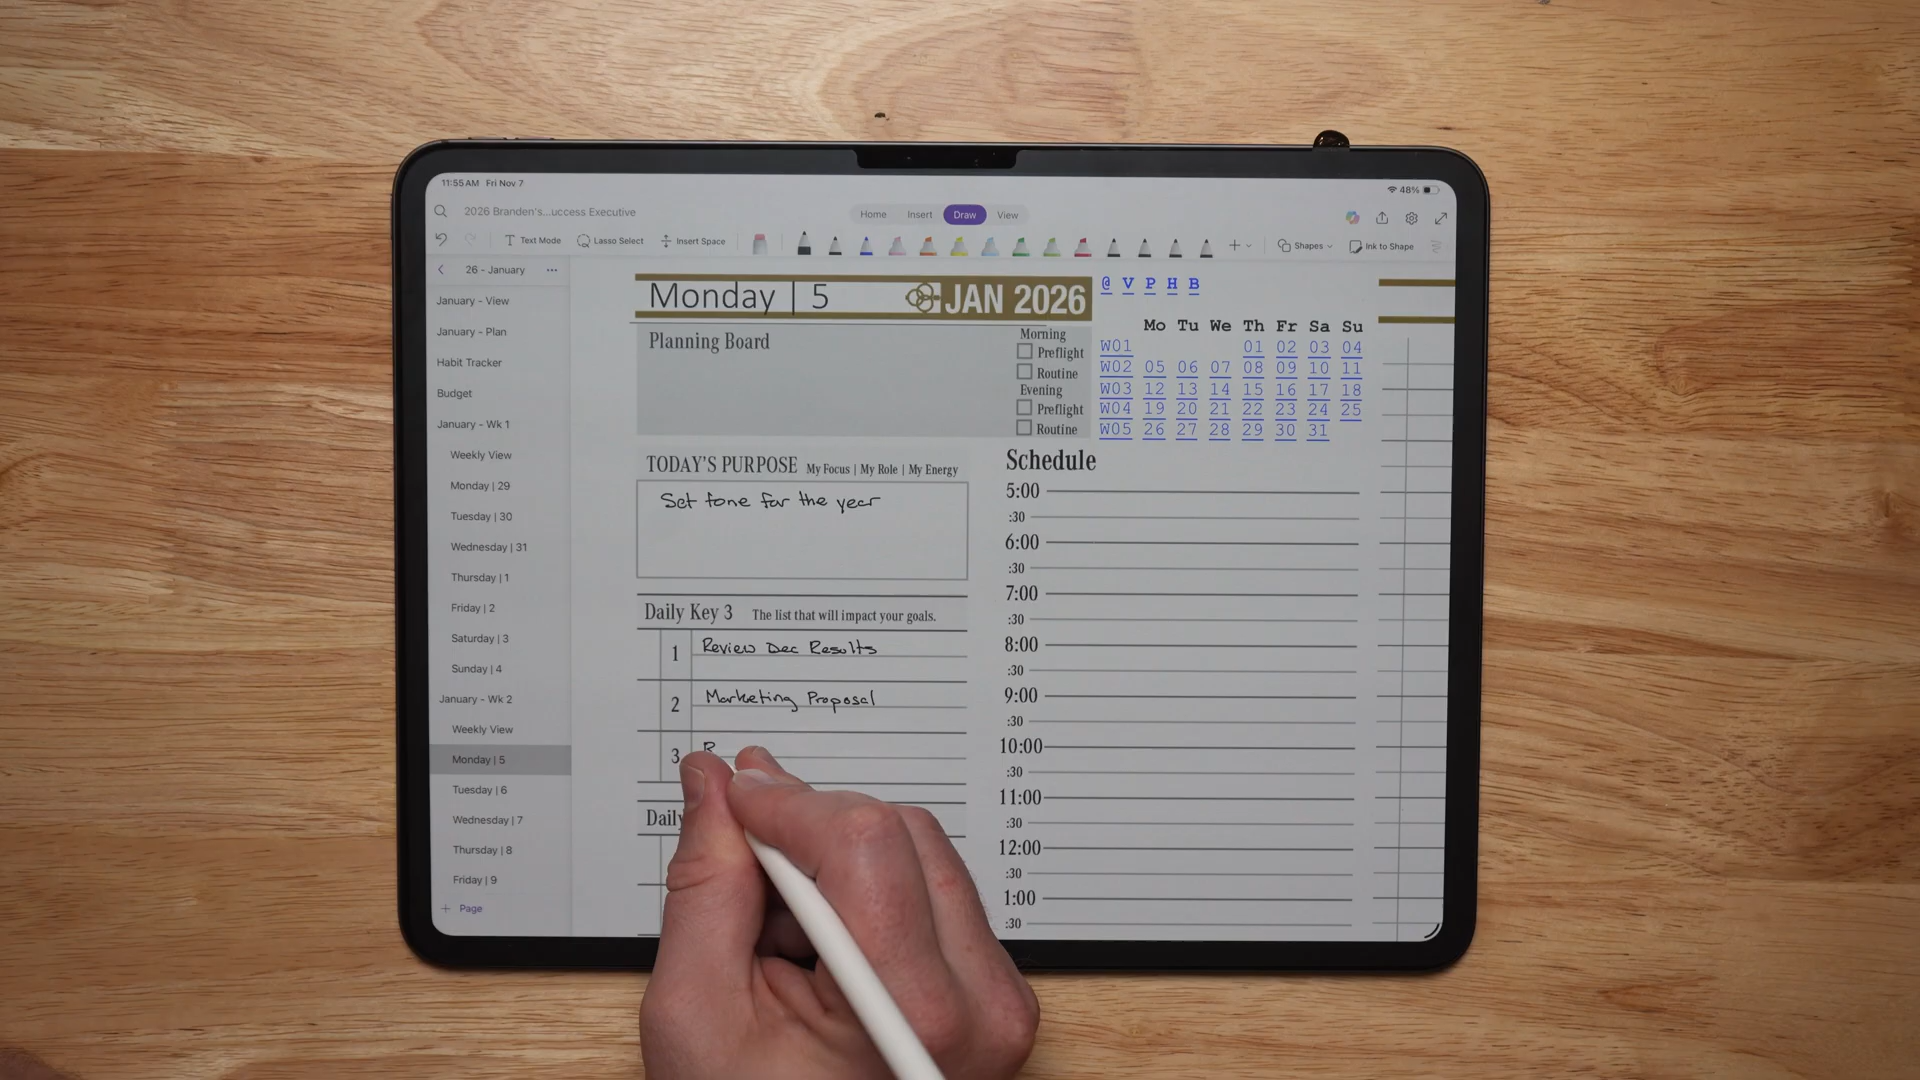 11:55 AM Fri Nov 7
48%
2026 Branden's...uccess Executive
Home Insert Draw View
Text Mode Lasso Select Insert Space Shapes Ink to Shape
26 - January ...
January - View
January - Plan
Habit Tracker
Budget
January - Wk 1
Weekly View
Monday | 29
Tuesday | 30
Wednesday | 31
Thursday | 1
Friday | 2
Saturday | 3
Sunday | 4
January - Wk 2
Weekly View
Monday | 5
Tuesday | 6
Wednesday | 7
Thursday | 8
Friday | 9
+ Page
Monday | 5 JAN 2026
Planning Board
Morning
Preflight
Routine
Evening
Preflight
Routine
TODAY'S PURPOSE My Focus | My Role | My Energy
Set tone for the year
Daily Key 3 The list that will impact your goals.
1 Review Dec Results
2 Marketing Proposal
3 R
Daily
@ V P H B
Mo Tu We Th Fr Sa Su
W01 01 02 03 04
W02 05 06 07 08 09 10 11
W03 12 13 14 15 16 17 18
W04 19 20 21 22 23 24 25
W05 26 27 28 29 30 31
Schedule
5:00
:30
6:00
:30
7:00
:30
8:00
:30
9:00
:30
10:00
:30
11:00
:30
12:00
:30
1:00
:30